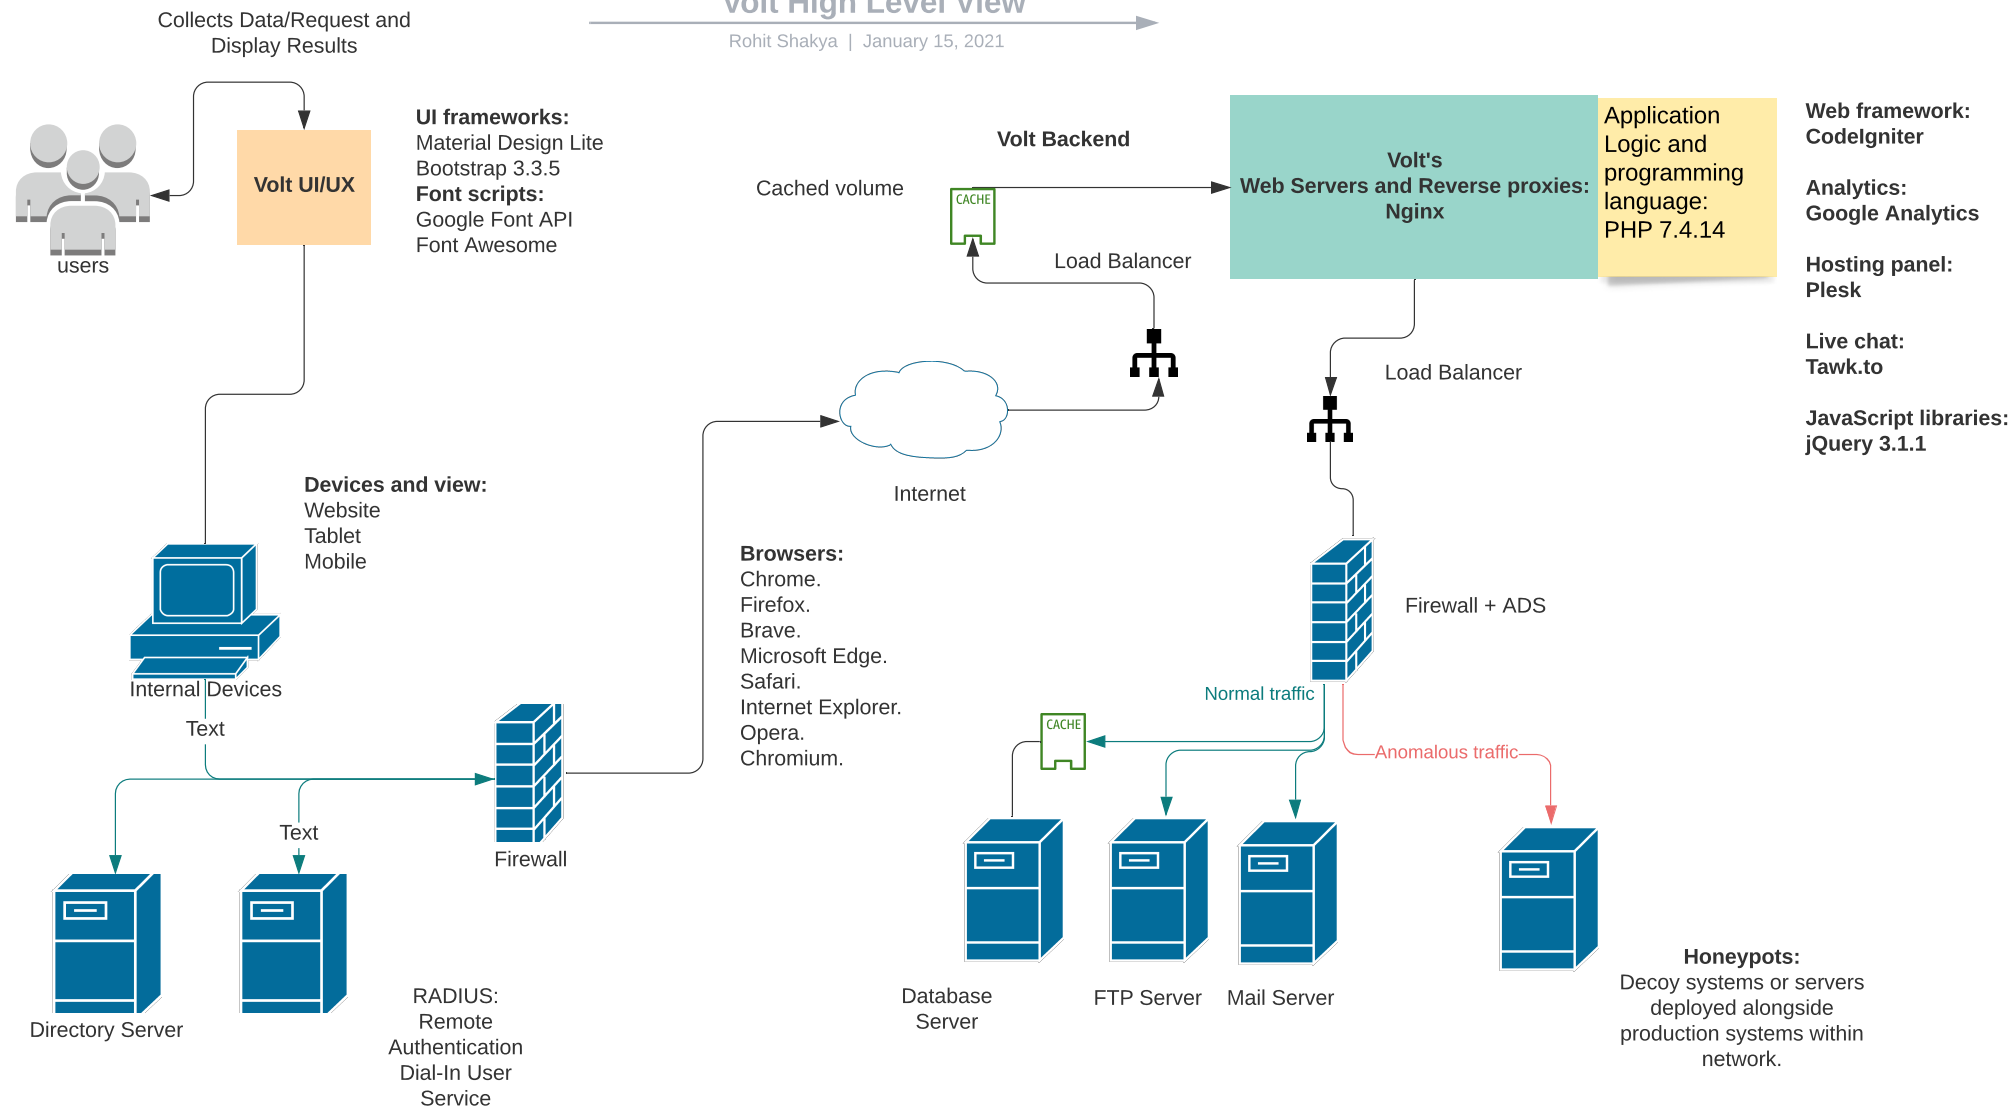 Volt High Level View
Rohit Shakya | January 15, 2021
Collects Data/Request and
Display Results
users
Volt UI/UX
UI frameworks:
Material Design Lite
Bootstrap 3.3.5
Font scripts:
Google Font API
Font Awesome
Volt Backend
Cached volume
CACHE
Load Balancer
Volt's
Web Servers and Reverse proxies:
Nginx
Application
Logic and
programming
language:
PHP 7.4.14
Web framework:
CodeIgniter
Analytics:
Google Analytics
Hosting panel:
Plesk
Live chat:
Tawk.to
JavaScript libraries:
jQuery 3.1.1
Load Balancer
Internet
Devices and view:
Website
Tablet
Mobile
Internal Devices
Text
Text
Firewall
Browsers:
Chrome.
Firefox.
Brave.
Microsoft Edge.
Safari.
Internet Explorer.
Opera.
Chromium.
Firewall + ADS
Normal traffic
Anomalous traffic
CACHE
Directory Server
RADIUS:
Remote
Authentication
Dial-In User
Service
Database
Server
FTP Server
Mail Server
Honeypots:
Decoy systems or servers
deployed alongside
production systems within
network.